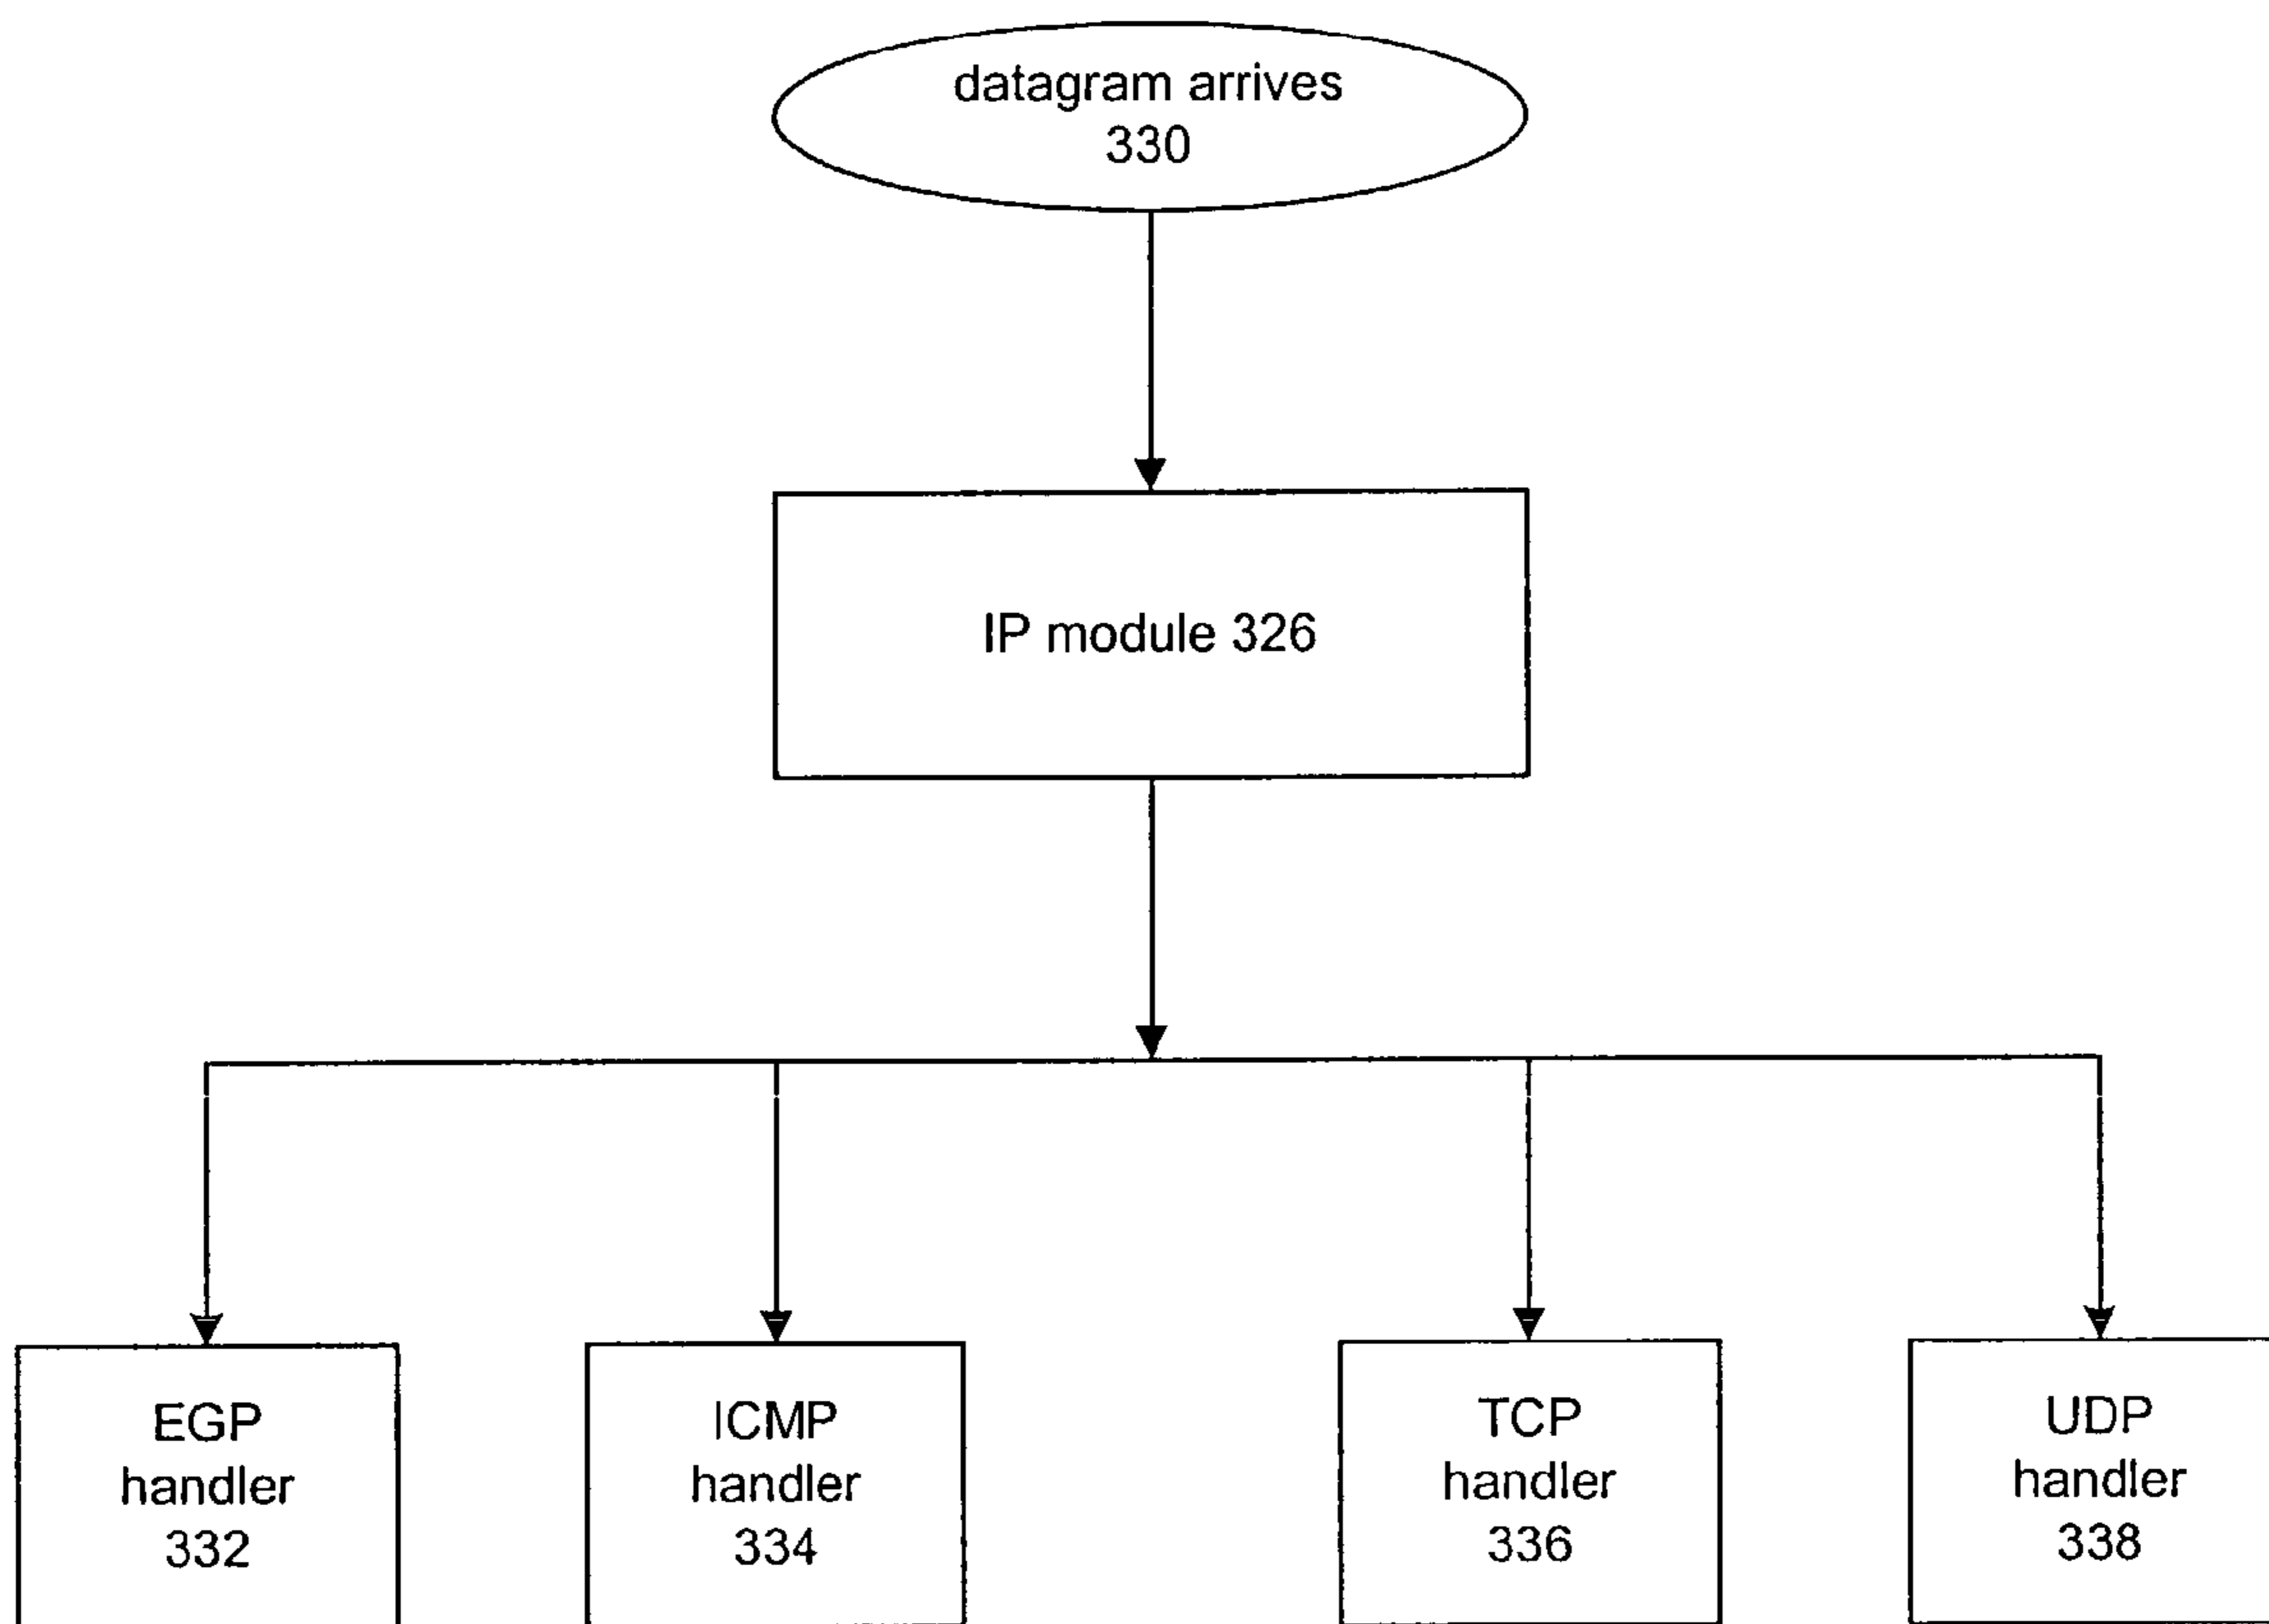 datagram arrives
330
IP module 326
EGP
handler
332
ICMP
handler
334
TCP
handler
336
UDP
handler
338